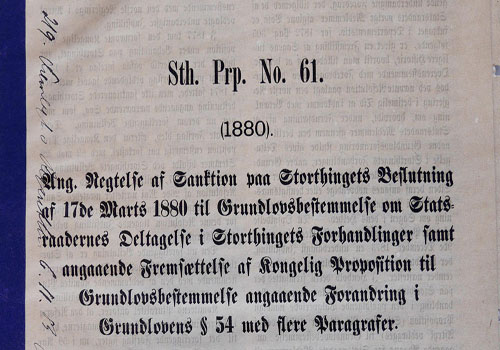 Sth. Prp. No. 61.
(1880).
Ang. Negtelse af Sanktion paa Storthingets Beslutning
af 17de Marts 1880 til Grundlovsbestemmelse om Stats-
raadernes Deltagelse i Storthingets Forhandlinger samt
angaaende Fremsættelse af Kongelig Proposition til
Grundlovsbestemmelse angaaende Forandring i
Grundlovens § 54 med flere Paragrafer.